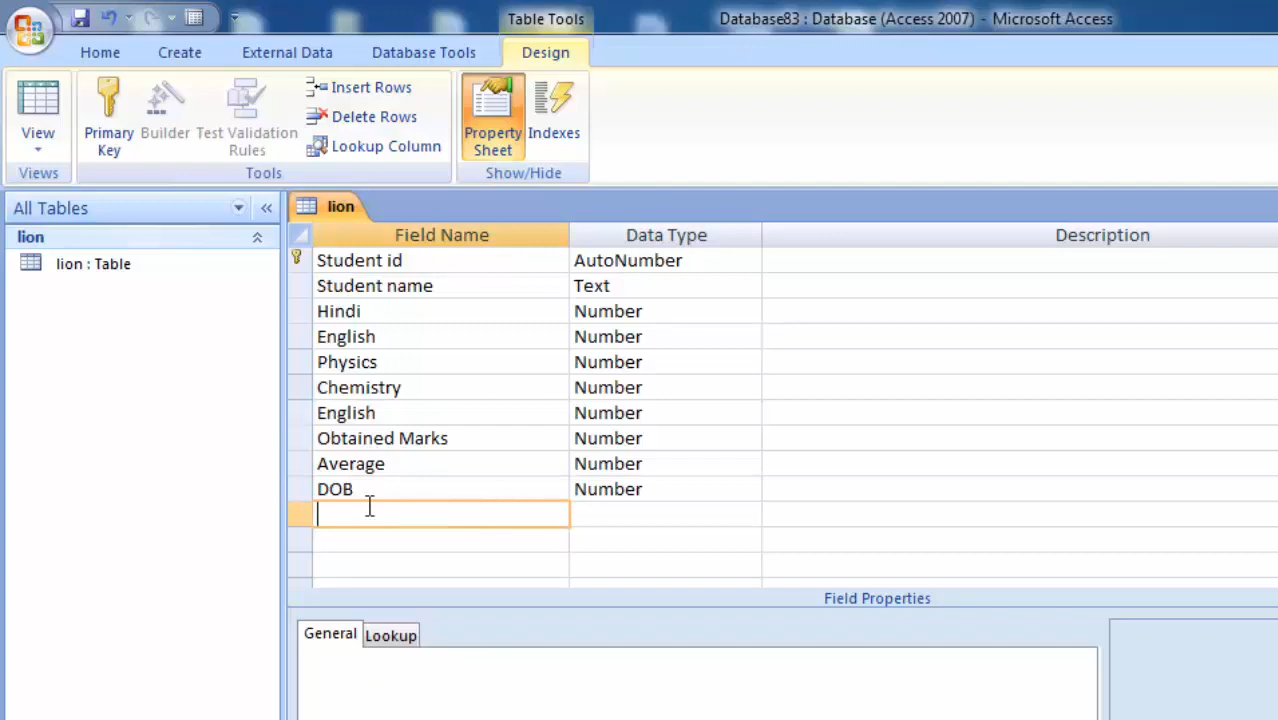 Table Tools
Database83 : Database (Access 2007) - Microsoft Access
Home
Create
External Data
Database Tools
Design
View
Primary Key
Builder
Test Validation Rules
Insert Rows
Delete Rows
Lookup Column
Property Sheet
Indexes
Views
Tools
Show/Hide
All Tables
lion
lion
lion : Table
Field Name Data Type Description
Student id AutoNumber
Student name Text
Hindi Number
English Number
Physics Number
Chemistry Number
English Number
Obtained Marks Number
Average Number
DOB Number
Field Properties
General
Lookup